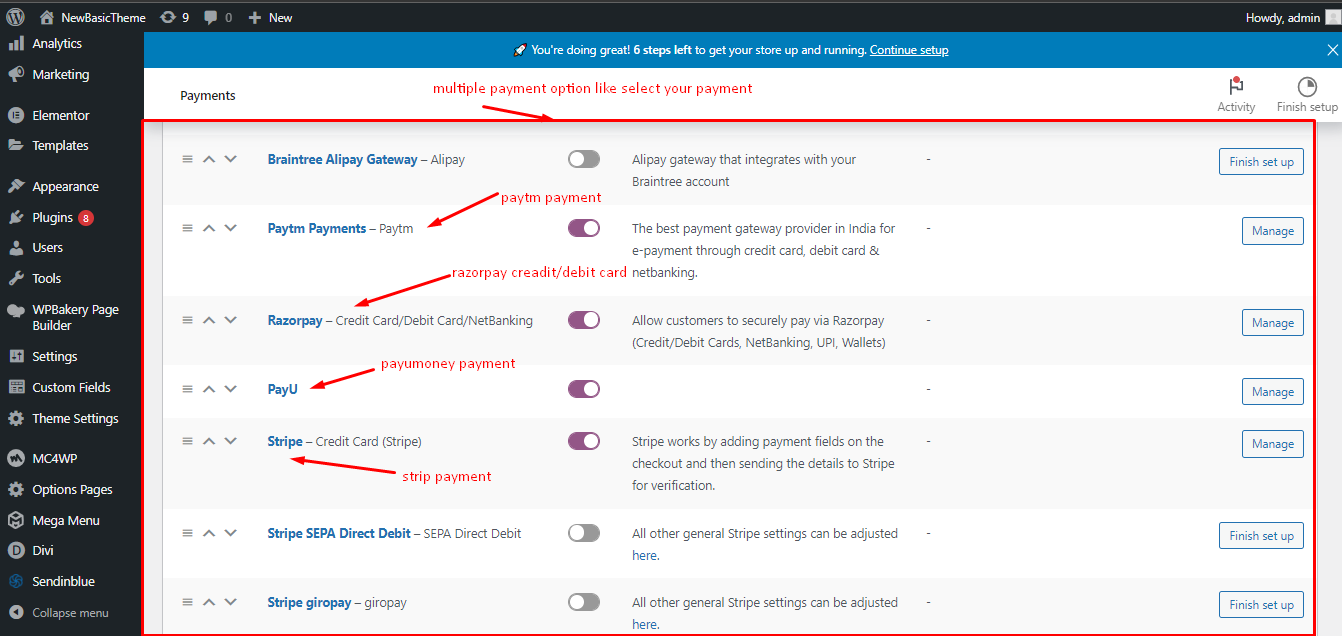 NewBasicTheme 9 0 New Howdy, admin
Analytics
Marketing
Elementor
Templates
Appearance
Plugins 8
Users
Tools
WPBakery Page
Builder
Settings
Custom Fields
Theme Settings
MC4WP
Options Pages
Mega Menu
Divi
Sendinblue
Collapse menu
You're doing great! 6 steps left to get your store up and running. Continue setup
Payments
multiple payment option like select your payment
Activity
Finish setup
Braintree Alipay Gateway – Alipay
Alipay gateway that integrates with your
Braintree account
-
Finish set up
paytm payment
Paytm Payments – Paytm
The best payment gateway provider in India for
e-payment through credit card, debit card &
netbanking.
-
Manage
razorpay creadit/debit card
Razorpay – Credit Card/Debit Card/NetBanking
Allow customers to securely pay via Razorpay
(Credit/Debit Cards, NetBanking, UPI, Wallets)
-
Manage
payumoney payment
PayU
-
Manage
Stripe – Credit Card (Stripe)
Stripe works by adding payment fields on the
checkout and then sending the details to Stripe
for verification.
-
Manage
strip payment
Stripe SEPA Direct Debit – SEPA Direct Debit
All other general Stripe settings can be adjusted
here.
-
Finish set up
Stripe giropay – giropay
All other general Stripe settings can be adjusted
here.
-
Finish set up